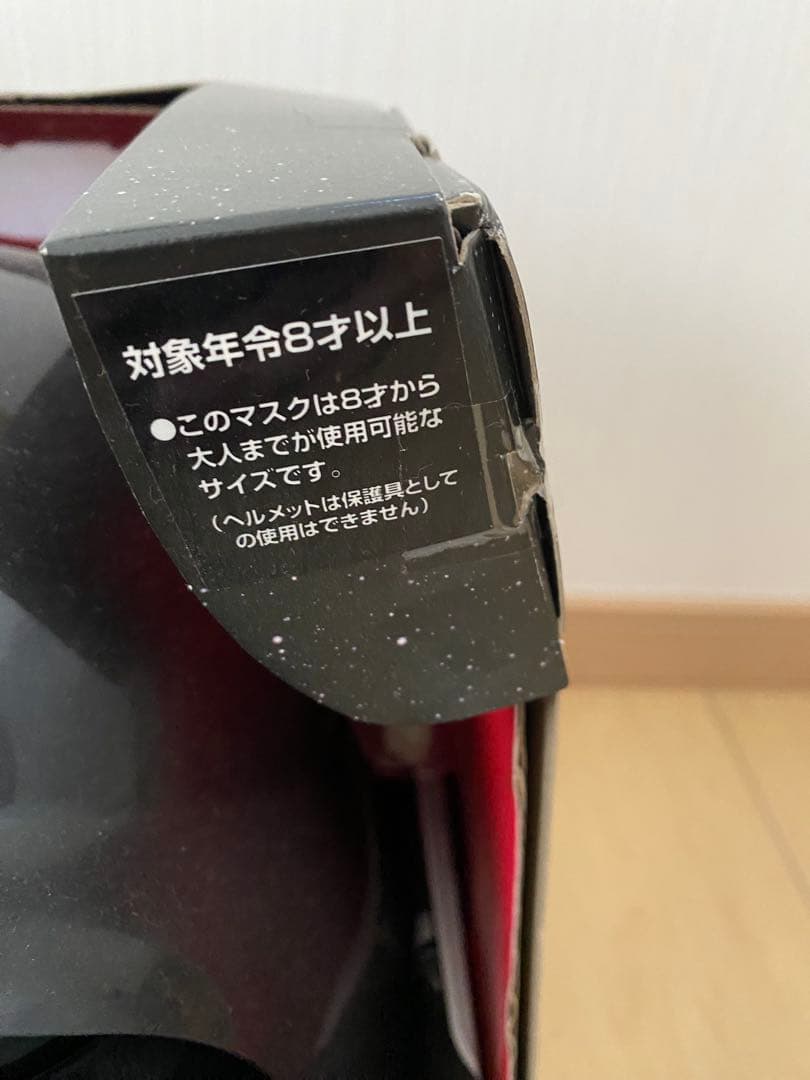 対象年令8才以上
●このマスクは8才から
大人までが使用可能な
サイズです。
（ヘルメットは保護具として
の使用はできません）